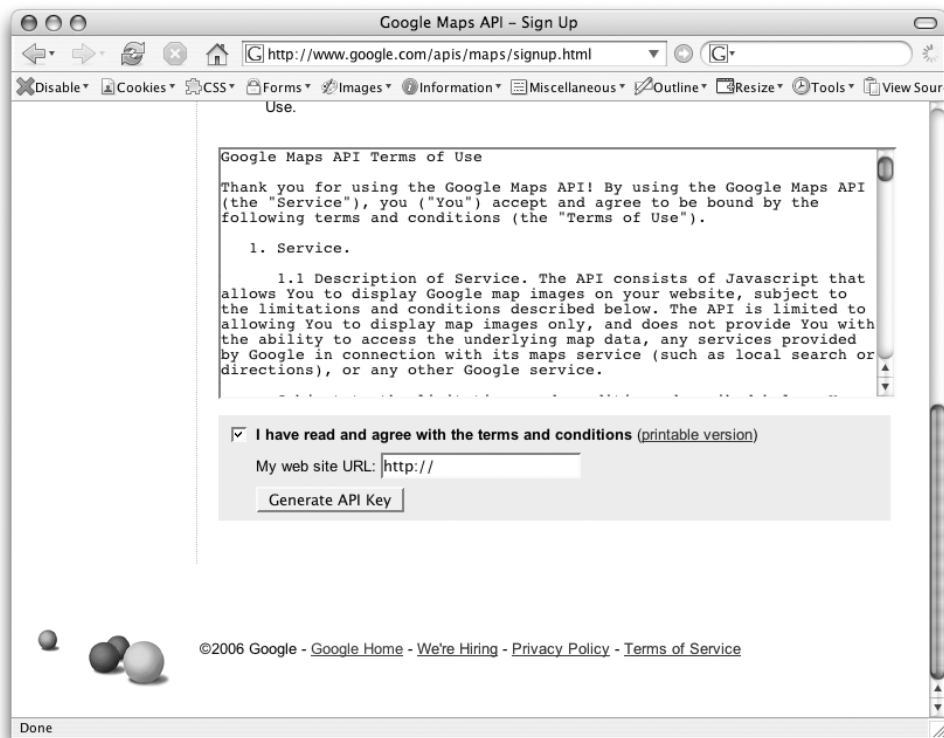 Google Maps API – Sign Up
G http://www.google.com/apis/maps/signup.html G
Disable Cookies CSS Forms Images Information Miscellaneous Outline Resize Tools View Sour
Use.
Google Maps API Terms of Use
Thank you for using the Google Maps API! By using the Google Maps API
(the "Service"), you ("You") accept and agree to be bound by the
following terms and conditions (the "Terms of Use").
1. Service.
1.1 Description of Service. The API consists of Javascript that
allows You to display Google map images on your website, subject to
the limitations and conditions described below. The API is limited to
allowing You to display map images only, and does not provide You with
the ability to access the underlying map data, any services provided
by Google in connection with its maps service (such as local search or
directions), or any other Google service.
I have read and agree with the terms and conditions (printable version)
My web site URL: http://
Generate API Key
©2006 Google - Google Home - We're Hiring - Privacy Policy - Terms of Service
Done